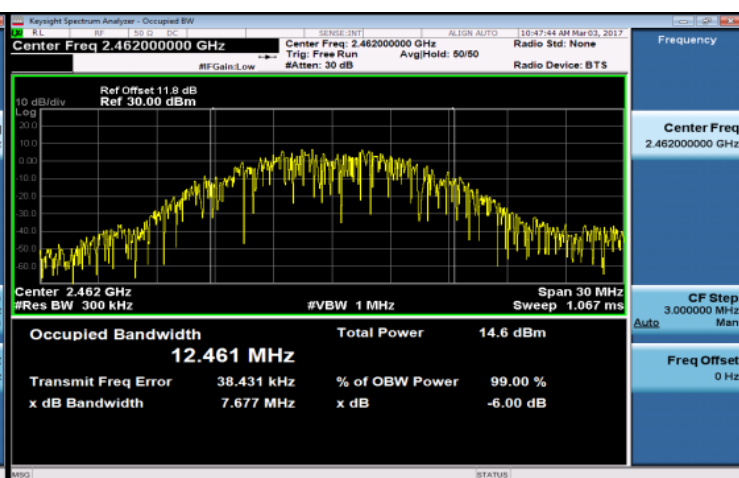 Keysight Spectrum Analyzer - Occupied BW
RL RF 50 Ω DC SENSE:INT ALIGN AUTO 10:47:44 AM Mar 03, 2017
Center Freq 2.462000000 GHz
Center Freq: 2.462000000 GHz
Radio Std: None
Trig: Free Run Avg|Hold: 50/50
#IFGain:Low
#Atten: 30 dB
Radio Device: BTS
Frequency
Ref Offset 11.8 dB
10 dB/div Ref 30.00 dBm
Log
20.0
10.0
0.00
-10.0
-20.0
-30.0
-40.0
-50.0
-60.0
Center 2.462 GHz
Span 30 MHz
#Res BW 300 kHz
#VBW 1 MHz
Sweep 1.067 ms
Center Freq
2.462000000 GHz
CF Step
3.000000 MHz
Auto Man
Freq Offset
0 Hz
Occupied Bandwidth
12.461 MHz
Total Power 14.6 dBm
Transmit Freq Error 38.431 kHz
% of OBW Power 99.00 %
x dB Bandwidth 7.677 MHz
x dB -6.00 dB
MSG
STATUS